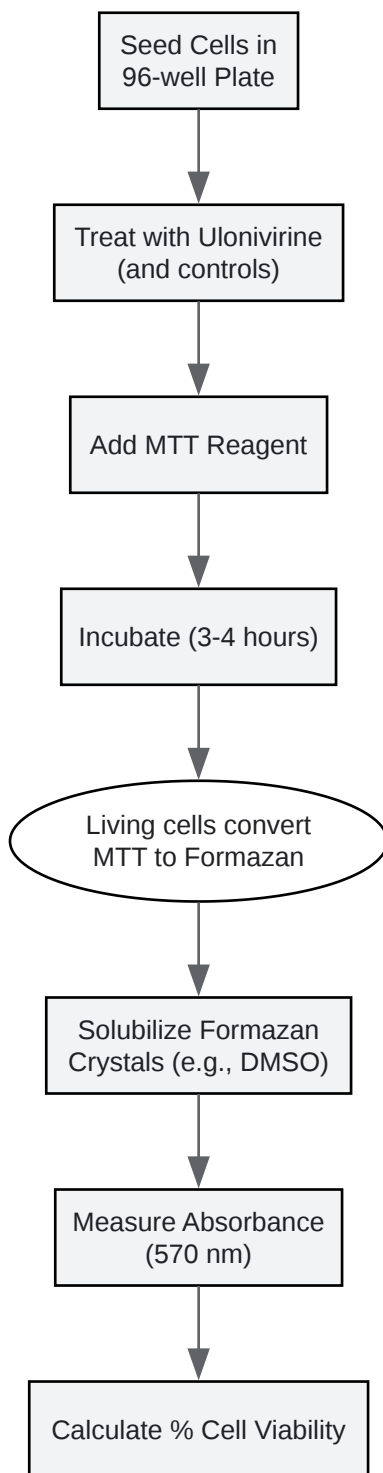 Seed Cells in
96-well Plate
Treat with Ulonivirine
(and controls)
Add MTT Reagent
Incubate (3-4 hours)
Living cells convert
MTT to Formazan
Solubilize Formazan
Crystals (e.g., DMSO)
Measure Absorbance
(570 nm)
Calculate % Cell Viability